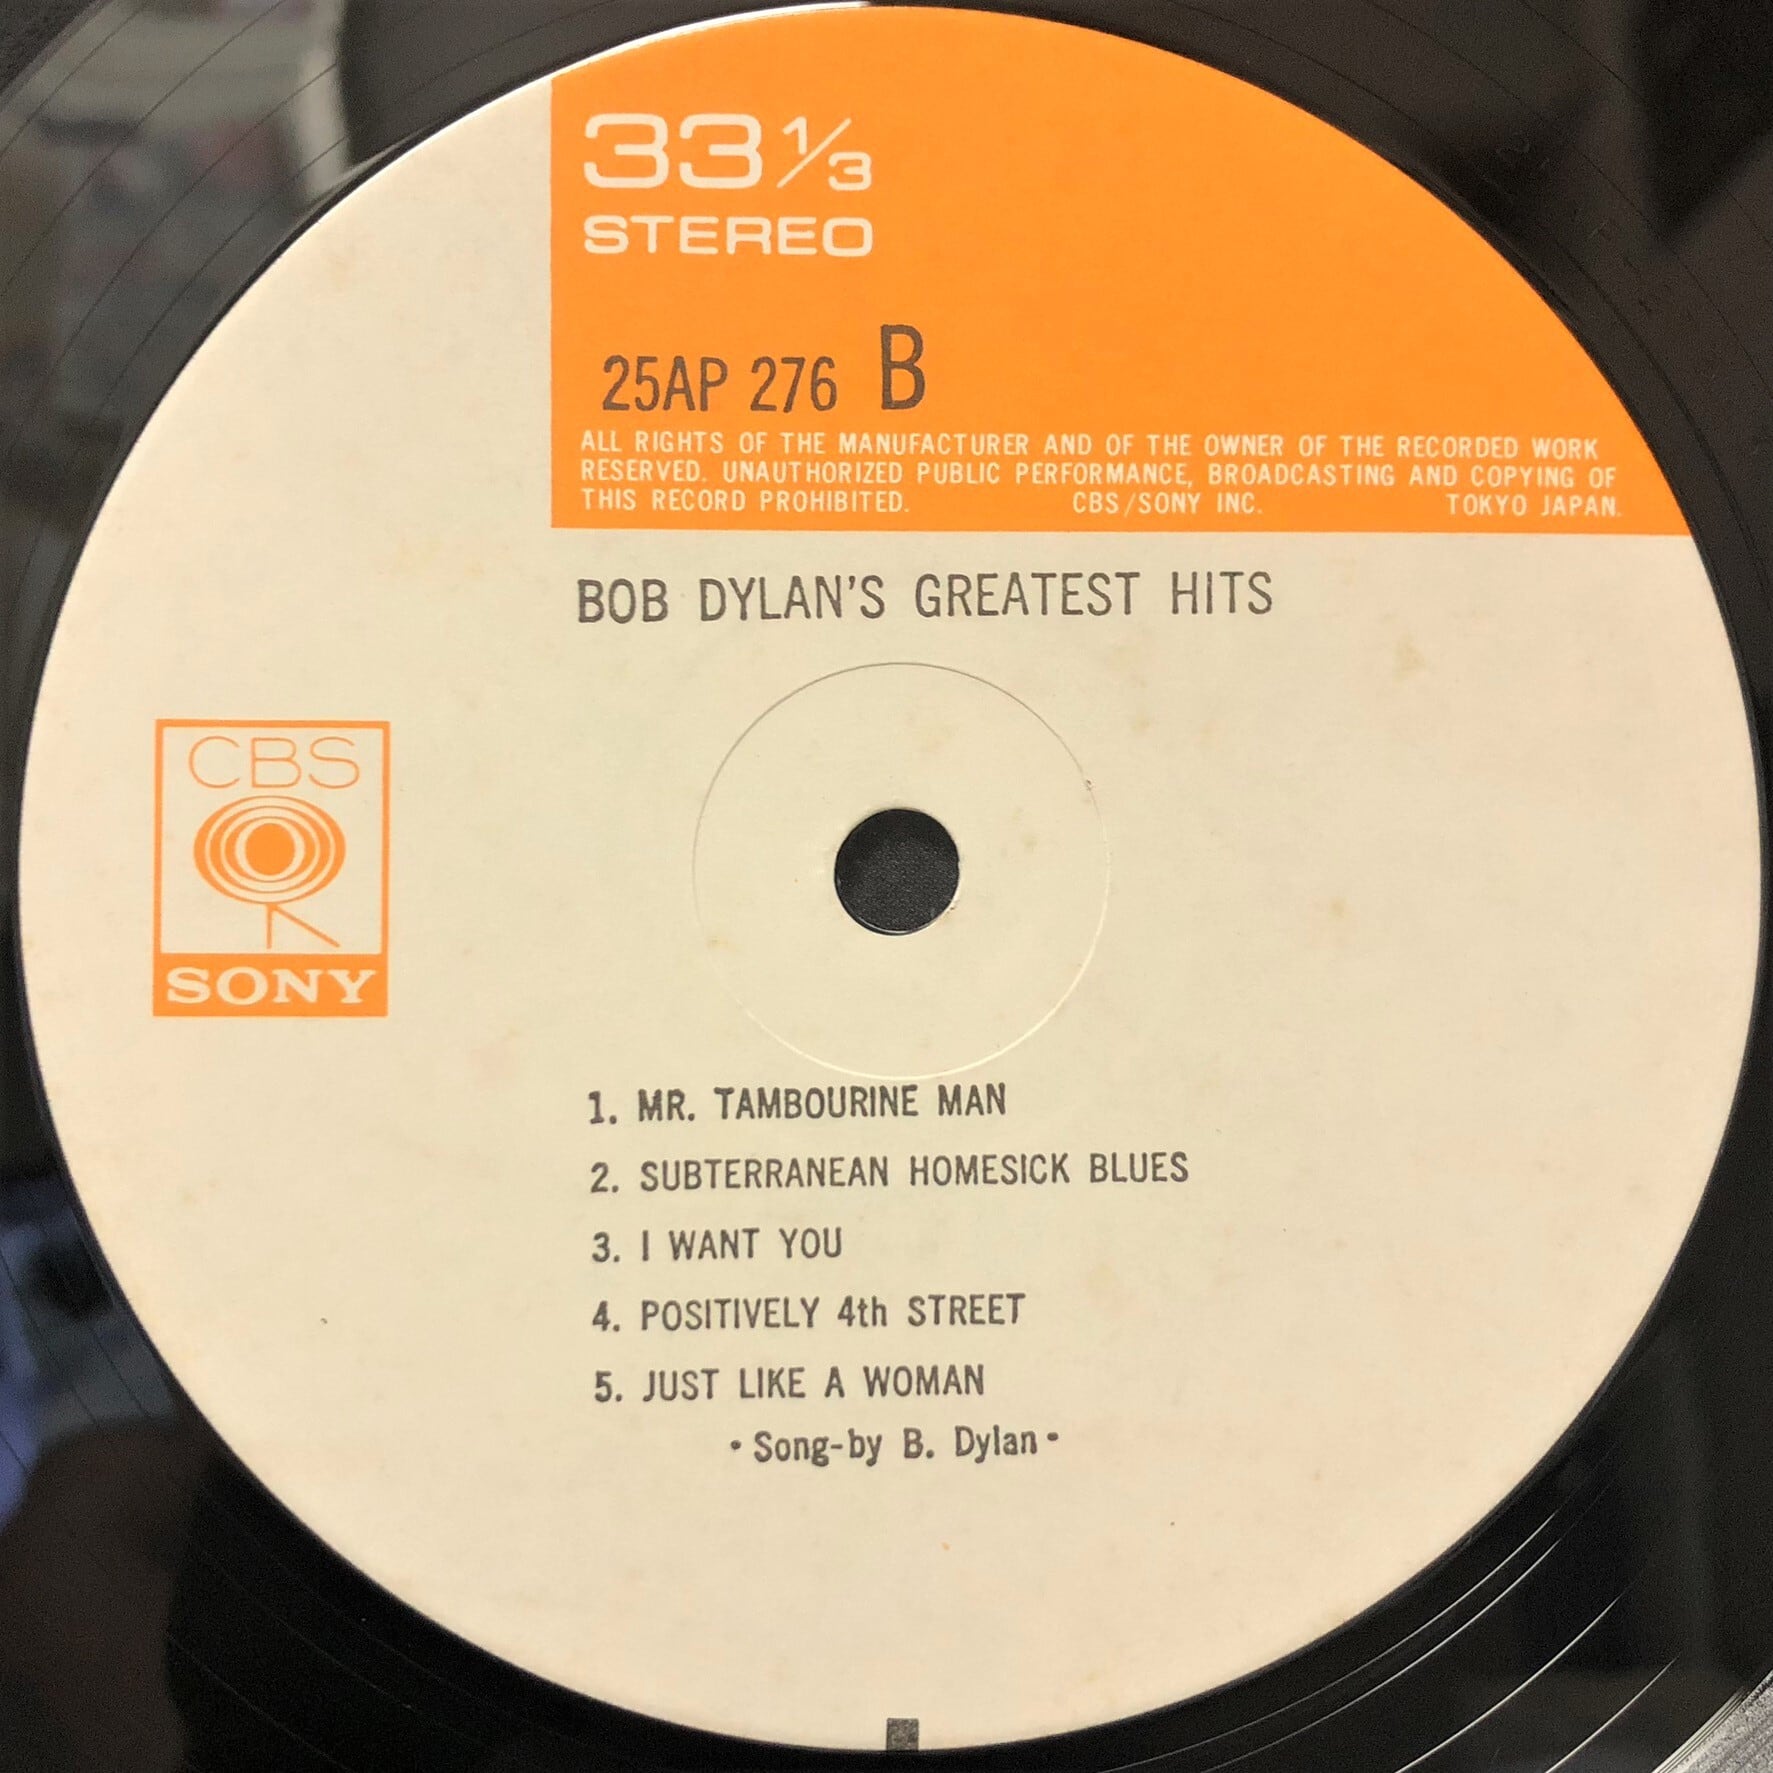 33 1/3
STEREO
25AP 276 B
ALL RIGHTS OF THE MANUFACTURER AND OF THE OWNER OF THE RECORDED WORK
RESERVED. UNAUTHORIZED PUBLIC PERFORMANCE, BROADCASTING AND COPYING OF
THIS RECORD PROHIBITED. CBS/SONY INC. TOKYO JAPAN.
BOB DYLAN'S GREATEST HITS
CBS
SONY
1. MR. TAMBOURINE MAN
2. SUBTERRANEAN HOMESICK BLUES
3. I WANT YOU
4. POSITIVELY 4th STREET
5. JUST LIKE A WOMAN
• Song-by B. Dylan •